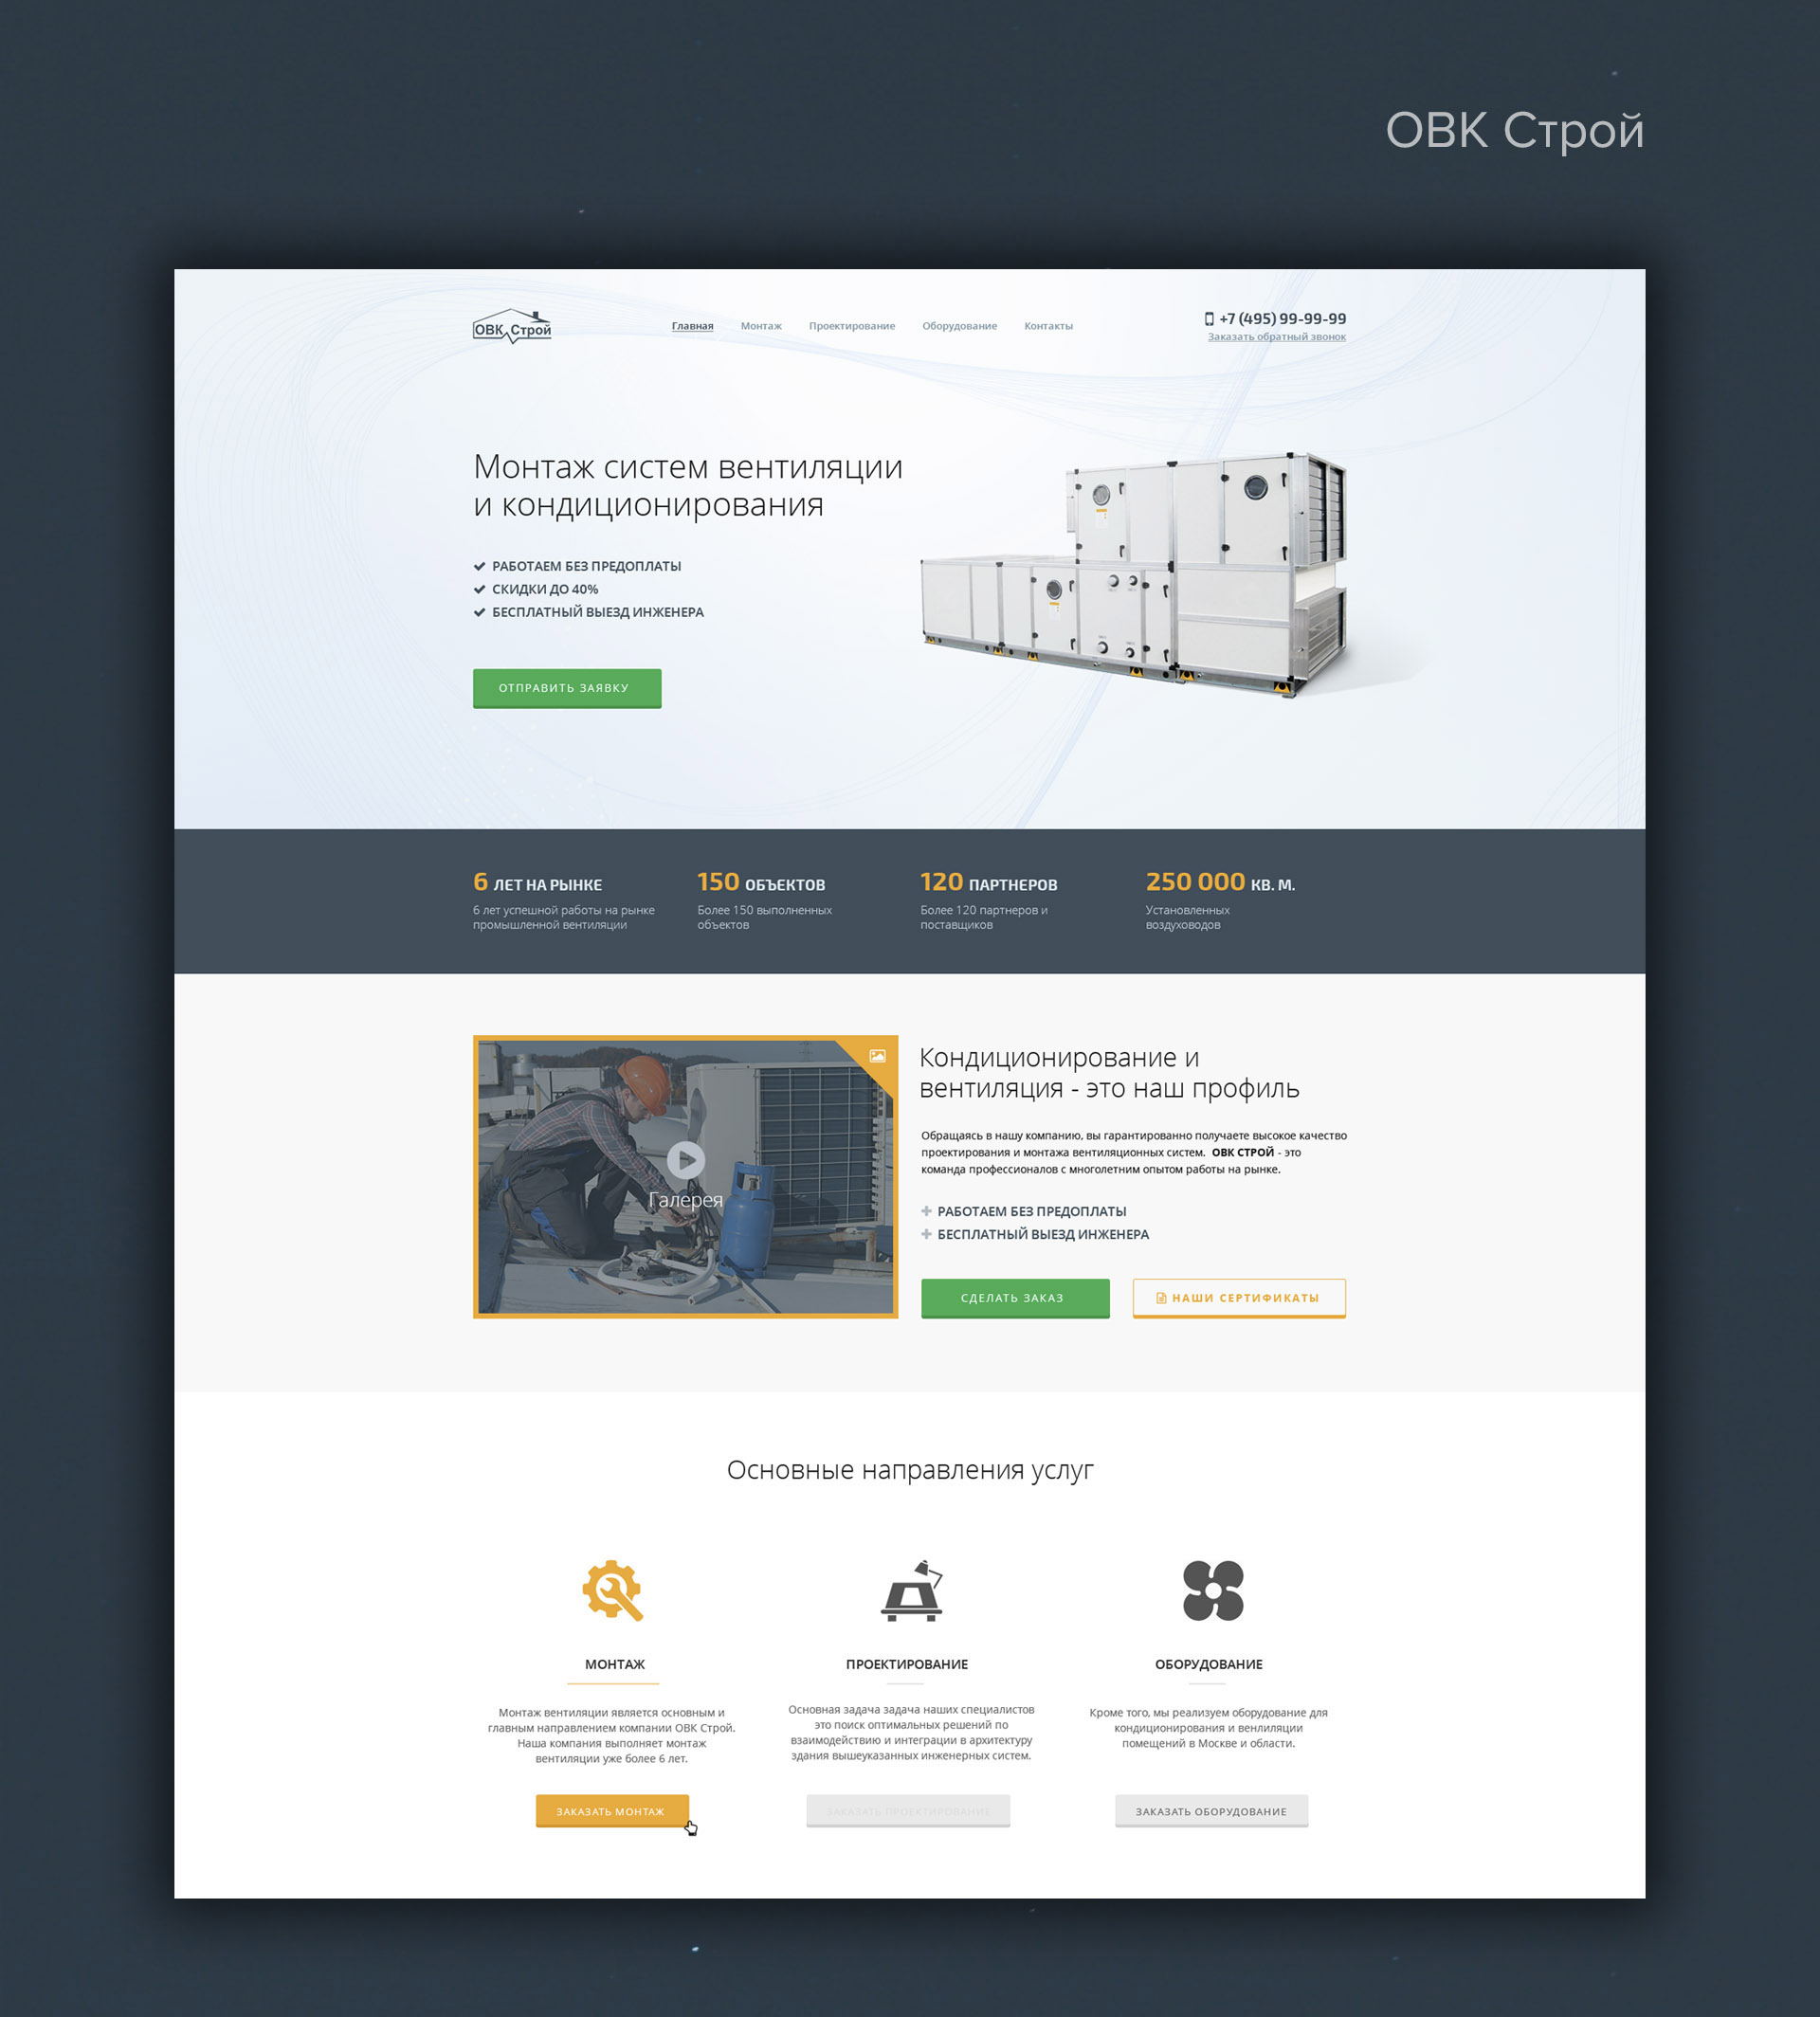 ОВК Строй
ОВК Строй
Главная Монтаж Проектирование Оборудование Контакты
+7 (495) 99-99-99
Заказать обратный звонок
Монтаж систем вентиляции
и кондиционирования
РАБОТАЕМ БЕЗ ПРЕДОПЛАТЫ
СКИДКИ ДО 40%
БЕСПЛАТНЫЙ ВЫЕЗД ИНЖЕНЕРА
ОТПРАВИТЬ ЗАЯВКУ
6 ЛЕТ НА РЫНКЕ
6 лет успешной работы на рынке
промышленной вентиляции
150 ОБЪЕКТОВ
Более 150 выполненных
объектов
120 ПАРТНЕРОВ
Более 120 партнеров и
поставщиков
250 000 КВ. М.
Установленных
воздуховодов
Галерея
Кондиционирование и
вентиляция - это наш профиль
Обращаясь в нашу компанию, вы гарантированно получаете высокое качество
проектирования и монтажа вентиляционных систем. ОВК СТРОЙ - это
команда профессионалов с многолетним опытом работы на рынке.
РАБОТАЕМ БЕЗ ПРЕДОПЛАТЫ
БЕСПЛАТНЫЙ ВЫЕЗД ИНЖЕНЕРА
СДЕЛАТЬ ЗАКАЗ
НАШИ СЕРТИФИКАТЫ
Основные направления услуг
МОНТАЖ
Монтаж вентиляции является основным и
главным направлением компании ОВК Строй.
Наша компания выполняет монтаж
вентиляции уже более 6 лет.
ЗАКАЗАТЬ МОНТАЖ
ПРОЕКТИРОВАНИЕ
Основная задача задача наших специалистов
это поиск оптимальных решений по
взаимодействию и интеграции в архитектуру
здания вышеуказанных инженерных систем.
ЗАКАЗАТЬ ПРОЕКТИРОВАНИЕ
ОБОРУДОВАНИЕ
Кроме того, мы реализуем оборудование для
кондиционирования и венлиляции
помещений в Москве и области.
ЗАКАЗАТЬ ОБОРУДОВАНИЕ